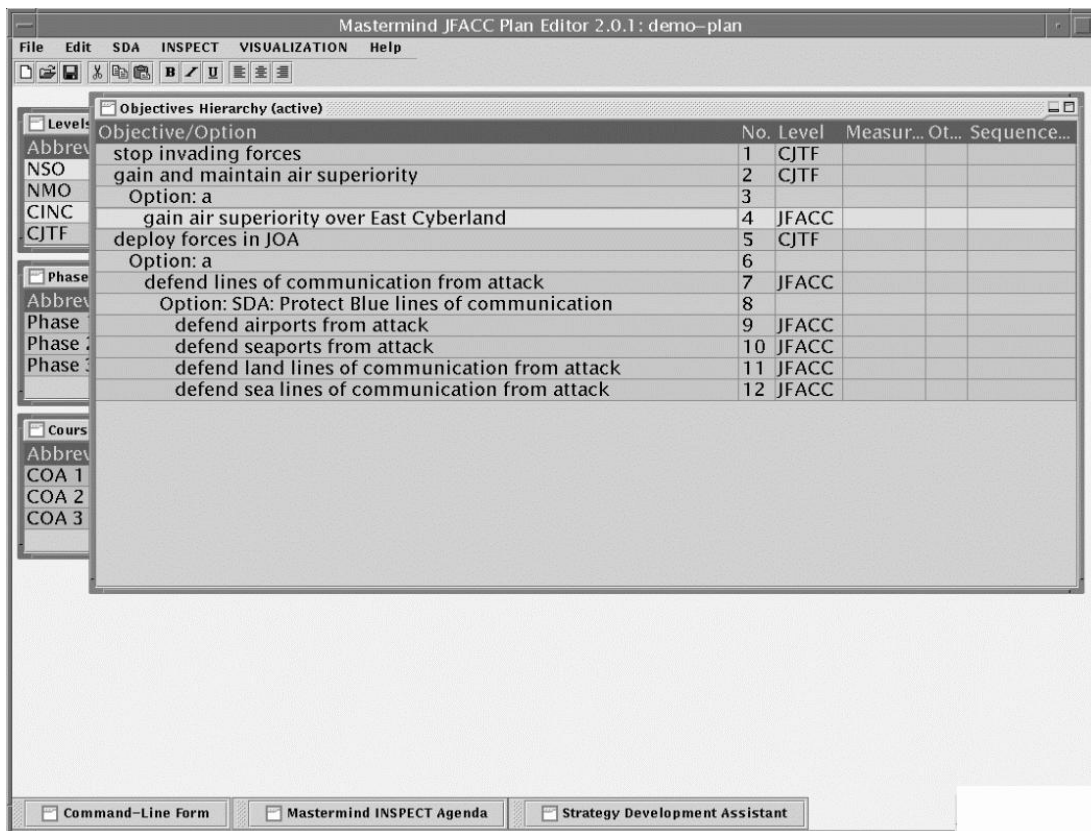 Mastermind JFACC Plan Editor 2.0.1: demo-plan
File Edit SDA INSPECT VISUALIZATION Help
B I U
Objectives Hierarchy (active)
Objective/Option No. Level Measur... Ot... Sequence...
stop invading forces 1 CJTF
gain and maintain air superiority 2 CJTF
Option: a 3
gain air superiority over East Cyberland 4 JFACC
deploy forces in JOA 5 CJTF
Option: a 6
defend lines of communication from attack 7 JFACC
Option: SDA: Protect Blue lines of communication 8
defend airports from attack 9 JFACC
defend seaports from attack 10 JFACC
defend land lines of communication from attack 11 JFACC
defend sea lines of communication from attack 12 JFACC
Levels
Abbrev
NSO
NMO
CINC
CJTF
Phase
Abbrev
Phase
Phase
Phase
Cours
Abbrev
COA 1
COA 2
COA 3
Command-Line Form Mastermind INSPECT Agenda Strategy Development Assistant